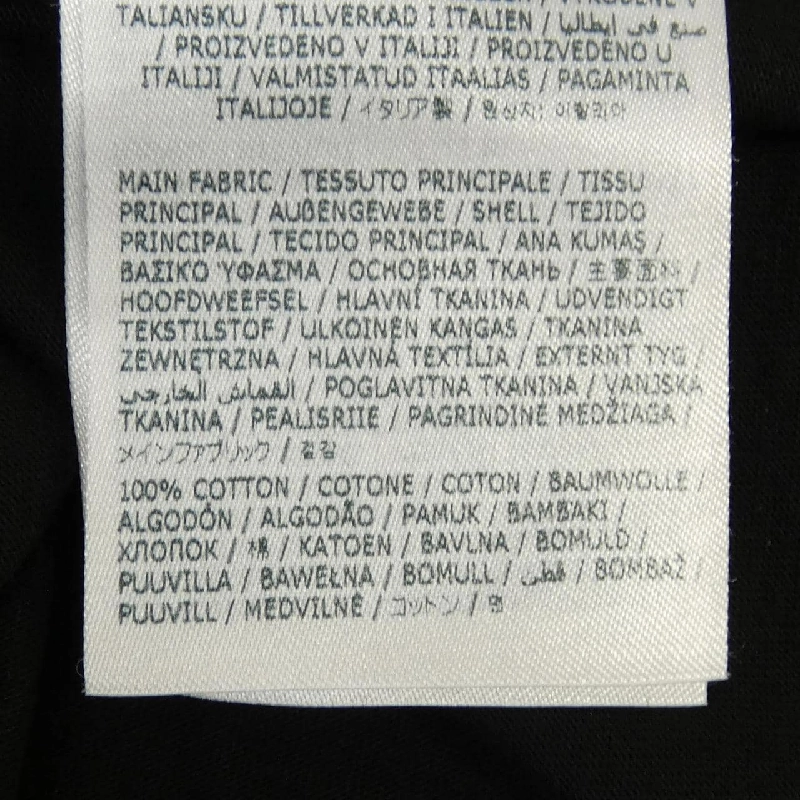 TALIANSKU / TILLVERKAD I ITALIEN / صنع في ايطاليا
/ PROIZVEDENO V ITALIJI / PROIZVEDENO U
ITALIJI / VALMISTATUD ITAALIAS / PAGAMINTA
ITALIJOJE / イタリア製 / 원산지: 이탈리아
MAIN FABRIC / TESSUTO PRINCIPALE / TISSU
PRINCIPAL / AUßENGEWEBE / SHELL / TEJIDO
PRINCIPAL / TECIDO PRINCIPAL / ANA KUMAŞ /
ΒΑΣΙΚΟ ΎΦΑΣΜΑ / ОСНОВНАЯ ТКАНЬ / 主要面料 /
HOOFDWEEFSEL / HLAVNÍ TKANINA / UDVENDIGT
TEKSTILSTOF / ULKOINEN KANGAS / TKANINA
ZEWNĘTRZNA / HLAVNÁ TEXTÍLIA / EXTERNT TYG /
القماش الخارجي / POGLAVITNA TKANINA / VANJSKA
TKANINA / PEALISRIIE / PAGRINDINĖ MEDŽIAGA /
メインファブリック / 겉감
100% COTTON / COTONE / COTON / BAUMWOLLE /
ALGODÓN / ALGODÃO / PAMUK / BAMBAKI /
ХЛОПОК / 棉 / KATOEN / BAVLNA / BOMULD /
PUUVILLA / BAWEŁNA / BOMULL / قطن / BOMBAŽ /
PUUVILL / MEDVILNĖ / コットン / 면